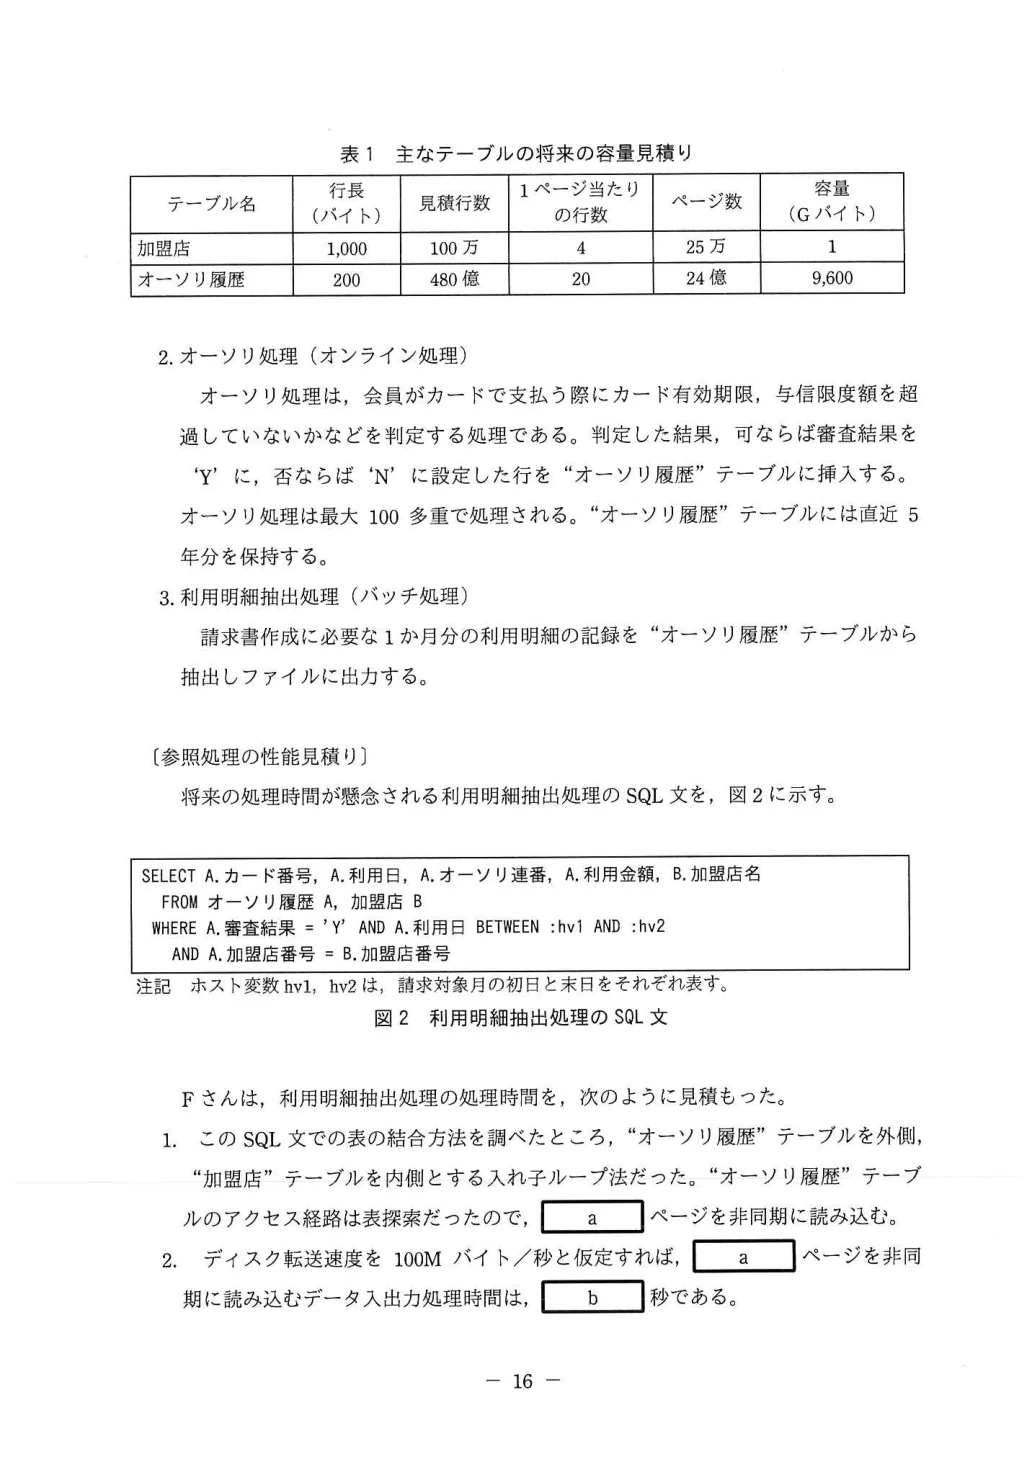 表1 主なテーブルの将来の容量見積り
テーブル名 行長（バイト） 見積行数 1ページ当たりの行数 ページ数 容量（Gバイト）
加盟店 1,000 100万 4 25万 1
オーソリ履歴 200 480億 20 24億 9,600
2. オーソリ処理（オンライン処理）
オーソリ処理は，会員がカードで支払う際にカード有効期限，与信限度額を超
過していないかなどを判定する処理である。判定した結果，可ならば審査結果を
‘Y’ に，否ならば ‘N’ に設定した行を“オーソリ履歴”テーブルに挿入する。
オーソリ処理は最大 100 多重で処理される。“オーソリ履歴”テーブルには直近 5
年分を保持する。
3. 利用明細抽出処理（バッチ処理）
請求書作成に必要な1か月分の利用明細の記録を“オーソリ履歴”テーブルから
抽出しファイルに出力する。
〔参照処理の性能見積り〕
将来の処理時間が懸念される利用明細抽出処理の SQL 文を，図2に示す。
SELECT A.カード番号, A.利用日, A.オーソリ連番, A.利用金額, B.加盟店名
FROM オーソリ履歴 A, 加盟店 B
WHERE A.審査結果 = 'Y' AND A.利用日 BETWEEN :hv1 AND :hv2
AND A.加盟店番号 = B.加盟店番号
注記 ホスト変数 hv1，hv2 は，請求対象月の初日と末日をそれぞれ表す。
図2 利用明細抽出処理の SQL 文
Fさんは，利用明細抽出処理の処理時間を，次のように見積もった。
1. この SQL 文での表の結合方法を調べたところ，“オーソリ履歴”テーブルを外側，
“加盟店”テーブルを内側とする入れ子ループ法だった。“オーソリ履歴”テーブ
ルのアクセス経路は表探索だったので， a ページを非同期に読み込む。
2. ディスク転送速度を 100M バイト／秒と仮定すれば， a ページを非同
期に読み込むデータ入出力処理時間は， b 秒である。
－ 16 －